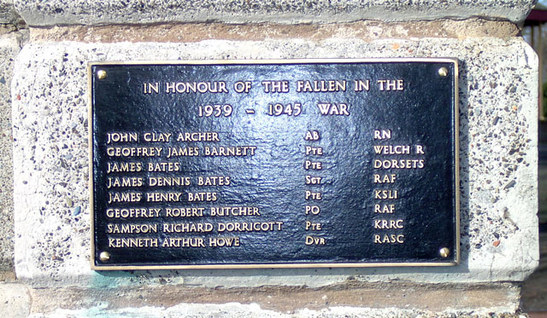 IN HONOUR OF THE FALLEN IN THE
1939 - 1945 WAR
JOHN CLAY ARCHER AB RN
GEOFFREY JAMES BARNETT Pte WELCH R
JAMES BATES Pte DORSETS
JAMES DENNIS BATES Sgt RAF
JAMES HENRY BATES Pte KSLI
GEOFFREY ROBERT BUTCHER PO RAF
SAMPSON RICHARD DORRICOTT Pte KRRC
KENNETH ARTHUR HOWE Dvr RASC